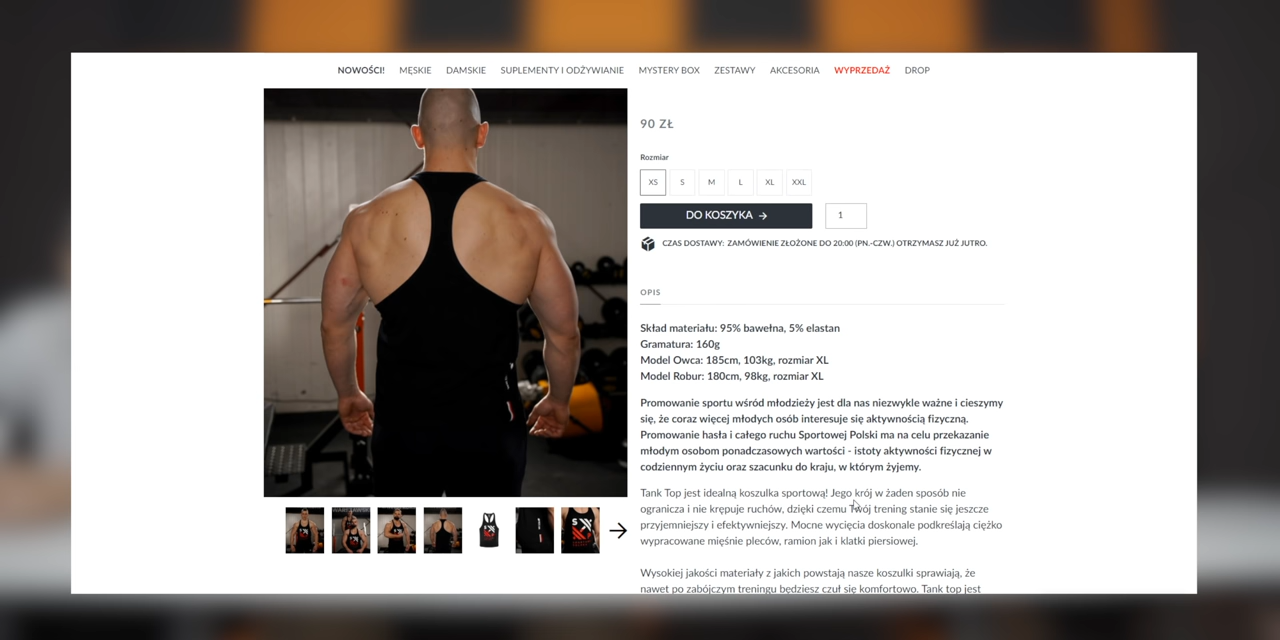 NOWOŚCI! MĘSKIE DAMSKIE SUPLEMENTY I ODŻYWIANIE MYSTERY BOX ZESTAWY AKCESORIA WYPRZEDAŻ DROP
90 ZŁ
Rozmiar
XS S M L XL XXL
DO KOSZYKA → 1
CZAS DOSTAWY: ZAMÓWIENIE ZŁOŻONE DO 20:00 (PN.-CZW.) OTRZYMASZ JUŻ JUTRO.
OPIS
Skład materiału: 95% bawełna, 5% elastan
Gramatura: 160g
Model Owca: 185cm, 103kg, rozmiar XL
Model Robur: 180cm, 98kg, rozmiar XL
Promowanie sportu wśród młodzieży jest dla nas niezwykle ważne i cieszymy
się, że coraz więcej młodych osób interesuje się aktywnością fizyczną.
Promowanie hasła i całego ruchu Sportowej Polski ma na celu przekazanie
młodym osobom ponadczasowych wartości - istoty aktywności fizycznej w
codziennym życiu oraz szacunku do kraju, w którym żyjemy.
Tank Top jest idealną koszulka sportową! Jego krój w żaden sposób nie
ogranicza i nie krępuje ruchów, dzięki czemu Twój trening stanie się jeszcze
przyjemniejszy i efektywniejszy. Mocne wycięcia doskonale podkreślają ciężko
wypracowane mięśnie pleców, ramion jak i klatki piersiowej.
Wysokiej jakości materiały z jakich powstają nasze koszulki sprawiają, że
nawet po zabójczym treningu będziesz czuł się komfortowo. Tank top jest